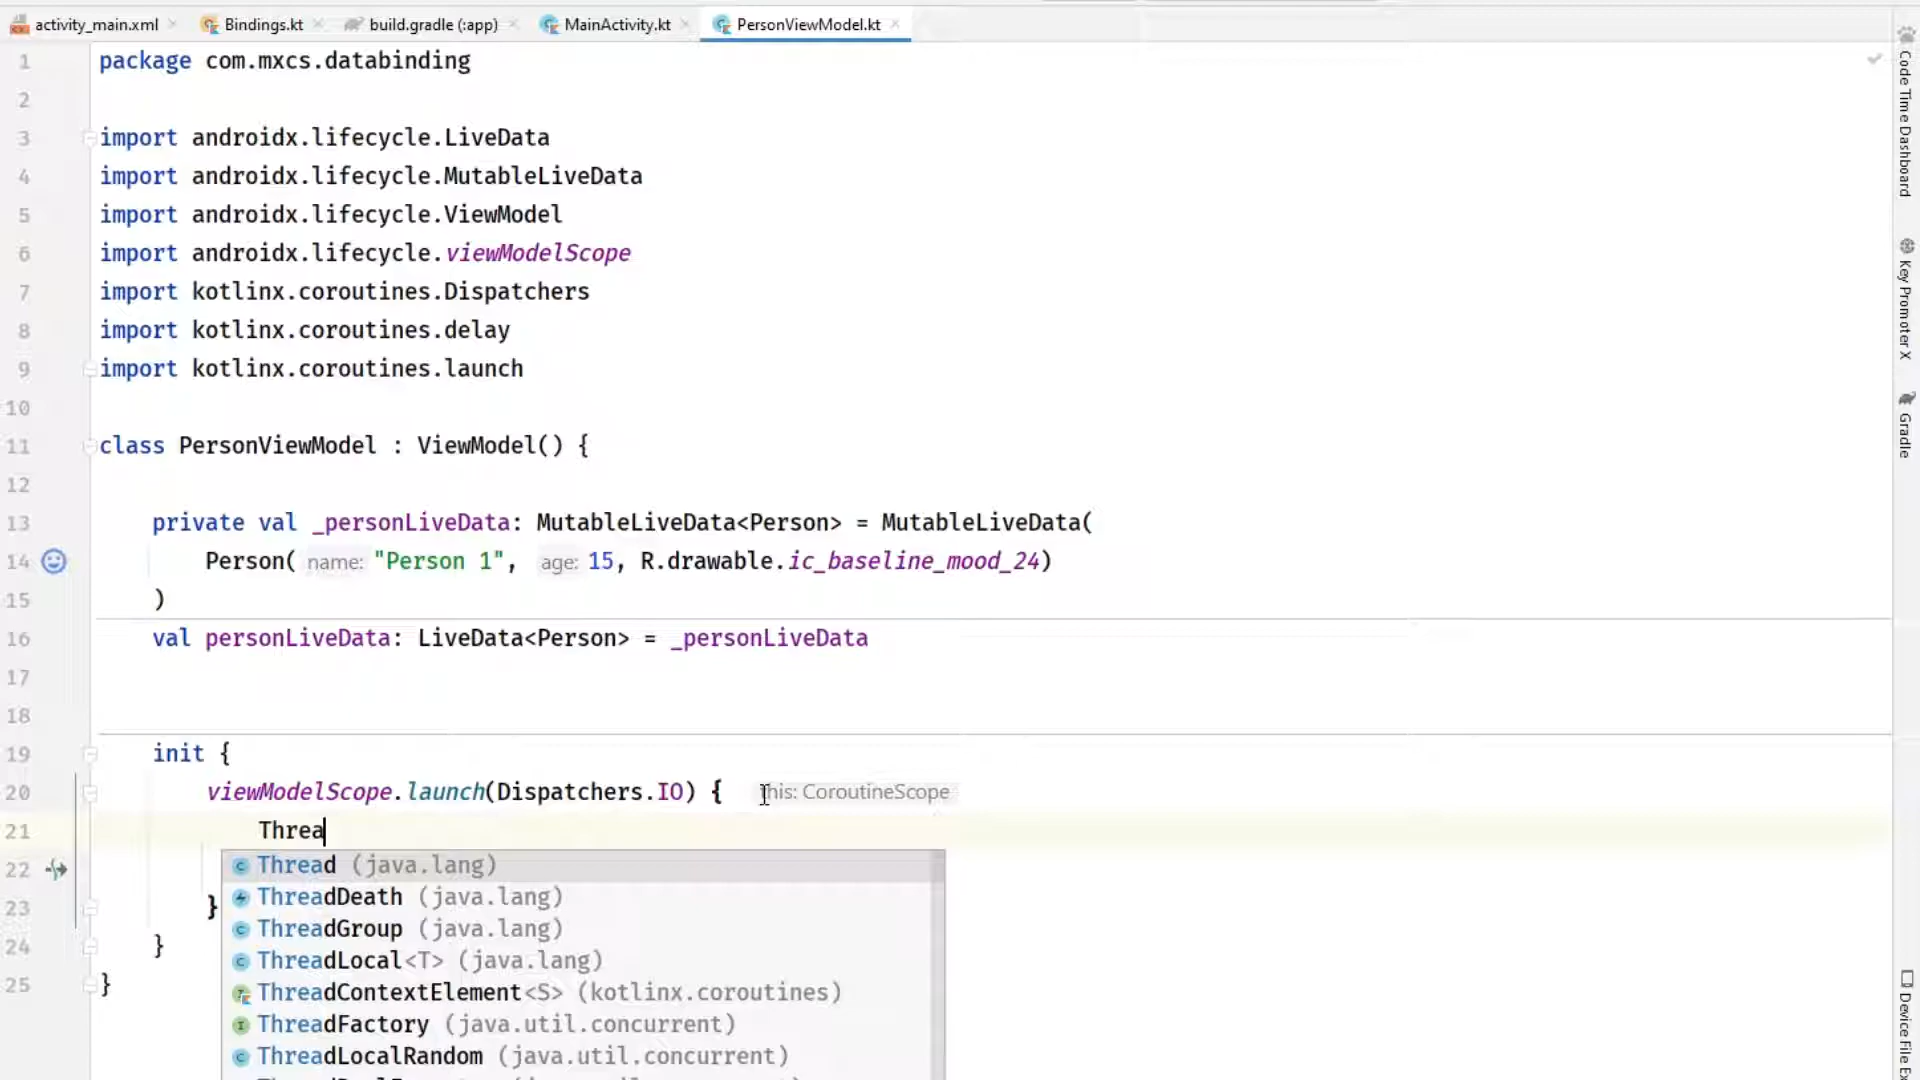 activity_main.xml Bindings.kt build.gradle (:app) MainActivity.kt PersonViewModel.kt
1 package com.mxcs.databinding
2
3 import androidx.lifecycle.LiveData
4 import androidx.lifecycle.MutableLiveData
5 import androidx.lifecycle.ViewModel
6 import androidx.lifecycle.viewModelScope
7 import kotlinx.coroutines.Dispatchers
8 import kotlinx.coroutines.delay
9 import kotlinx.coroutines.launch
10
11 class PersonViewModel : ViewModel() {
12
13 private val _personLiveData: MutableLiveData<Person> = MutableLiveData(
14 Person( name: "Person 1", age: 15, R.drawable.ic_baseline_mood_24)
15 )
16 val personLiveData: LiveData<Person> = _personLiveData
17
18
19 init {
20 viewModelScope.launch(Dispatchers.IO) { this: CoroutineScope
21 Threa
Thread (java.lang)
22
ThreadDeath (java.lang)
23 }
ThreadGroup (java.lang)
24 }
ThreadLocal<T> (java.lang)
25 }
ThreadContextElement<S> (kotlinx.coroutines)
ThreadFactory (java.util.concurrent)
ThreadLocalRandom (java.util.concurrent)
Code Time Dashboard
Key Promoter X
Gradle
Device File Ex